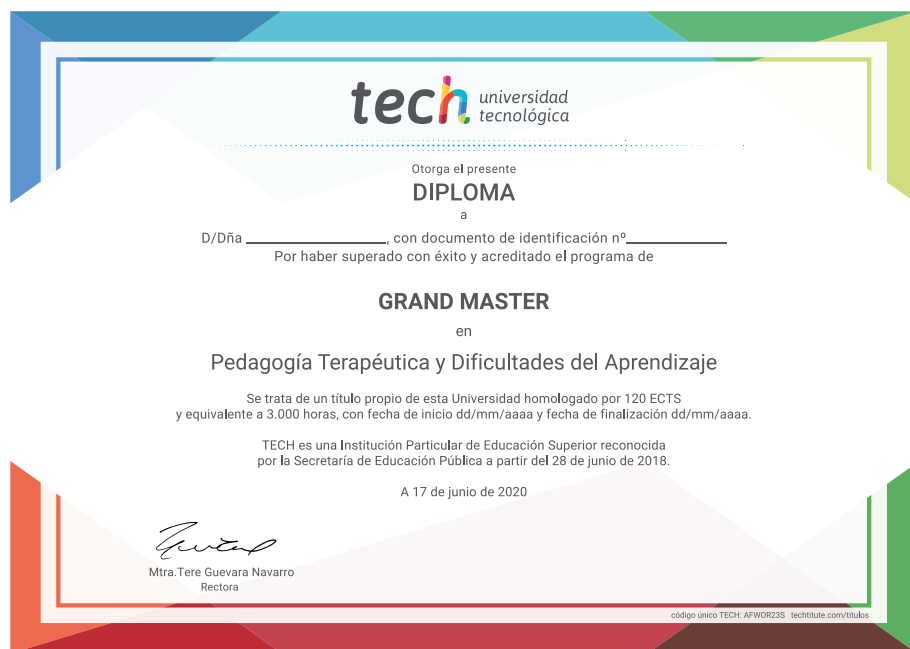 tech universidad
tecnológica
Otorga el presente
DIPLOMA
a
D/Dña ________________, con documento de identificación nº____________
Por haber superado con éxito y acreditado el programa de
GRAND MASTER
en
Pedagogía Terapéutica y Dificultades del Aprendizaje
Se trata de un título propio de esta Universidad homologado por 120 ECTS
y equivalente a 3.000 horas, con fecha de inicio dd/mm/aaaa y fecha de finalización dd/mm/aaaa.
TECH es una Institución Particular de Educación Superior reconocida
por la Secretaría de Educación Pública a partir del 28 de junio de 2018.
A 17 de junio de 2020
Mtra.Tere Guevara Navarro
Rectora
código único TECH: AFWOR23S techtitute.com/titulos